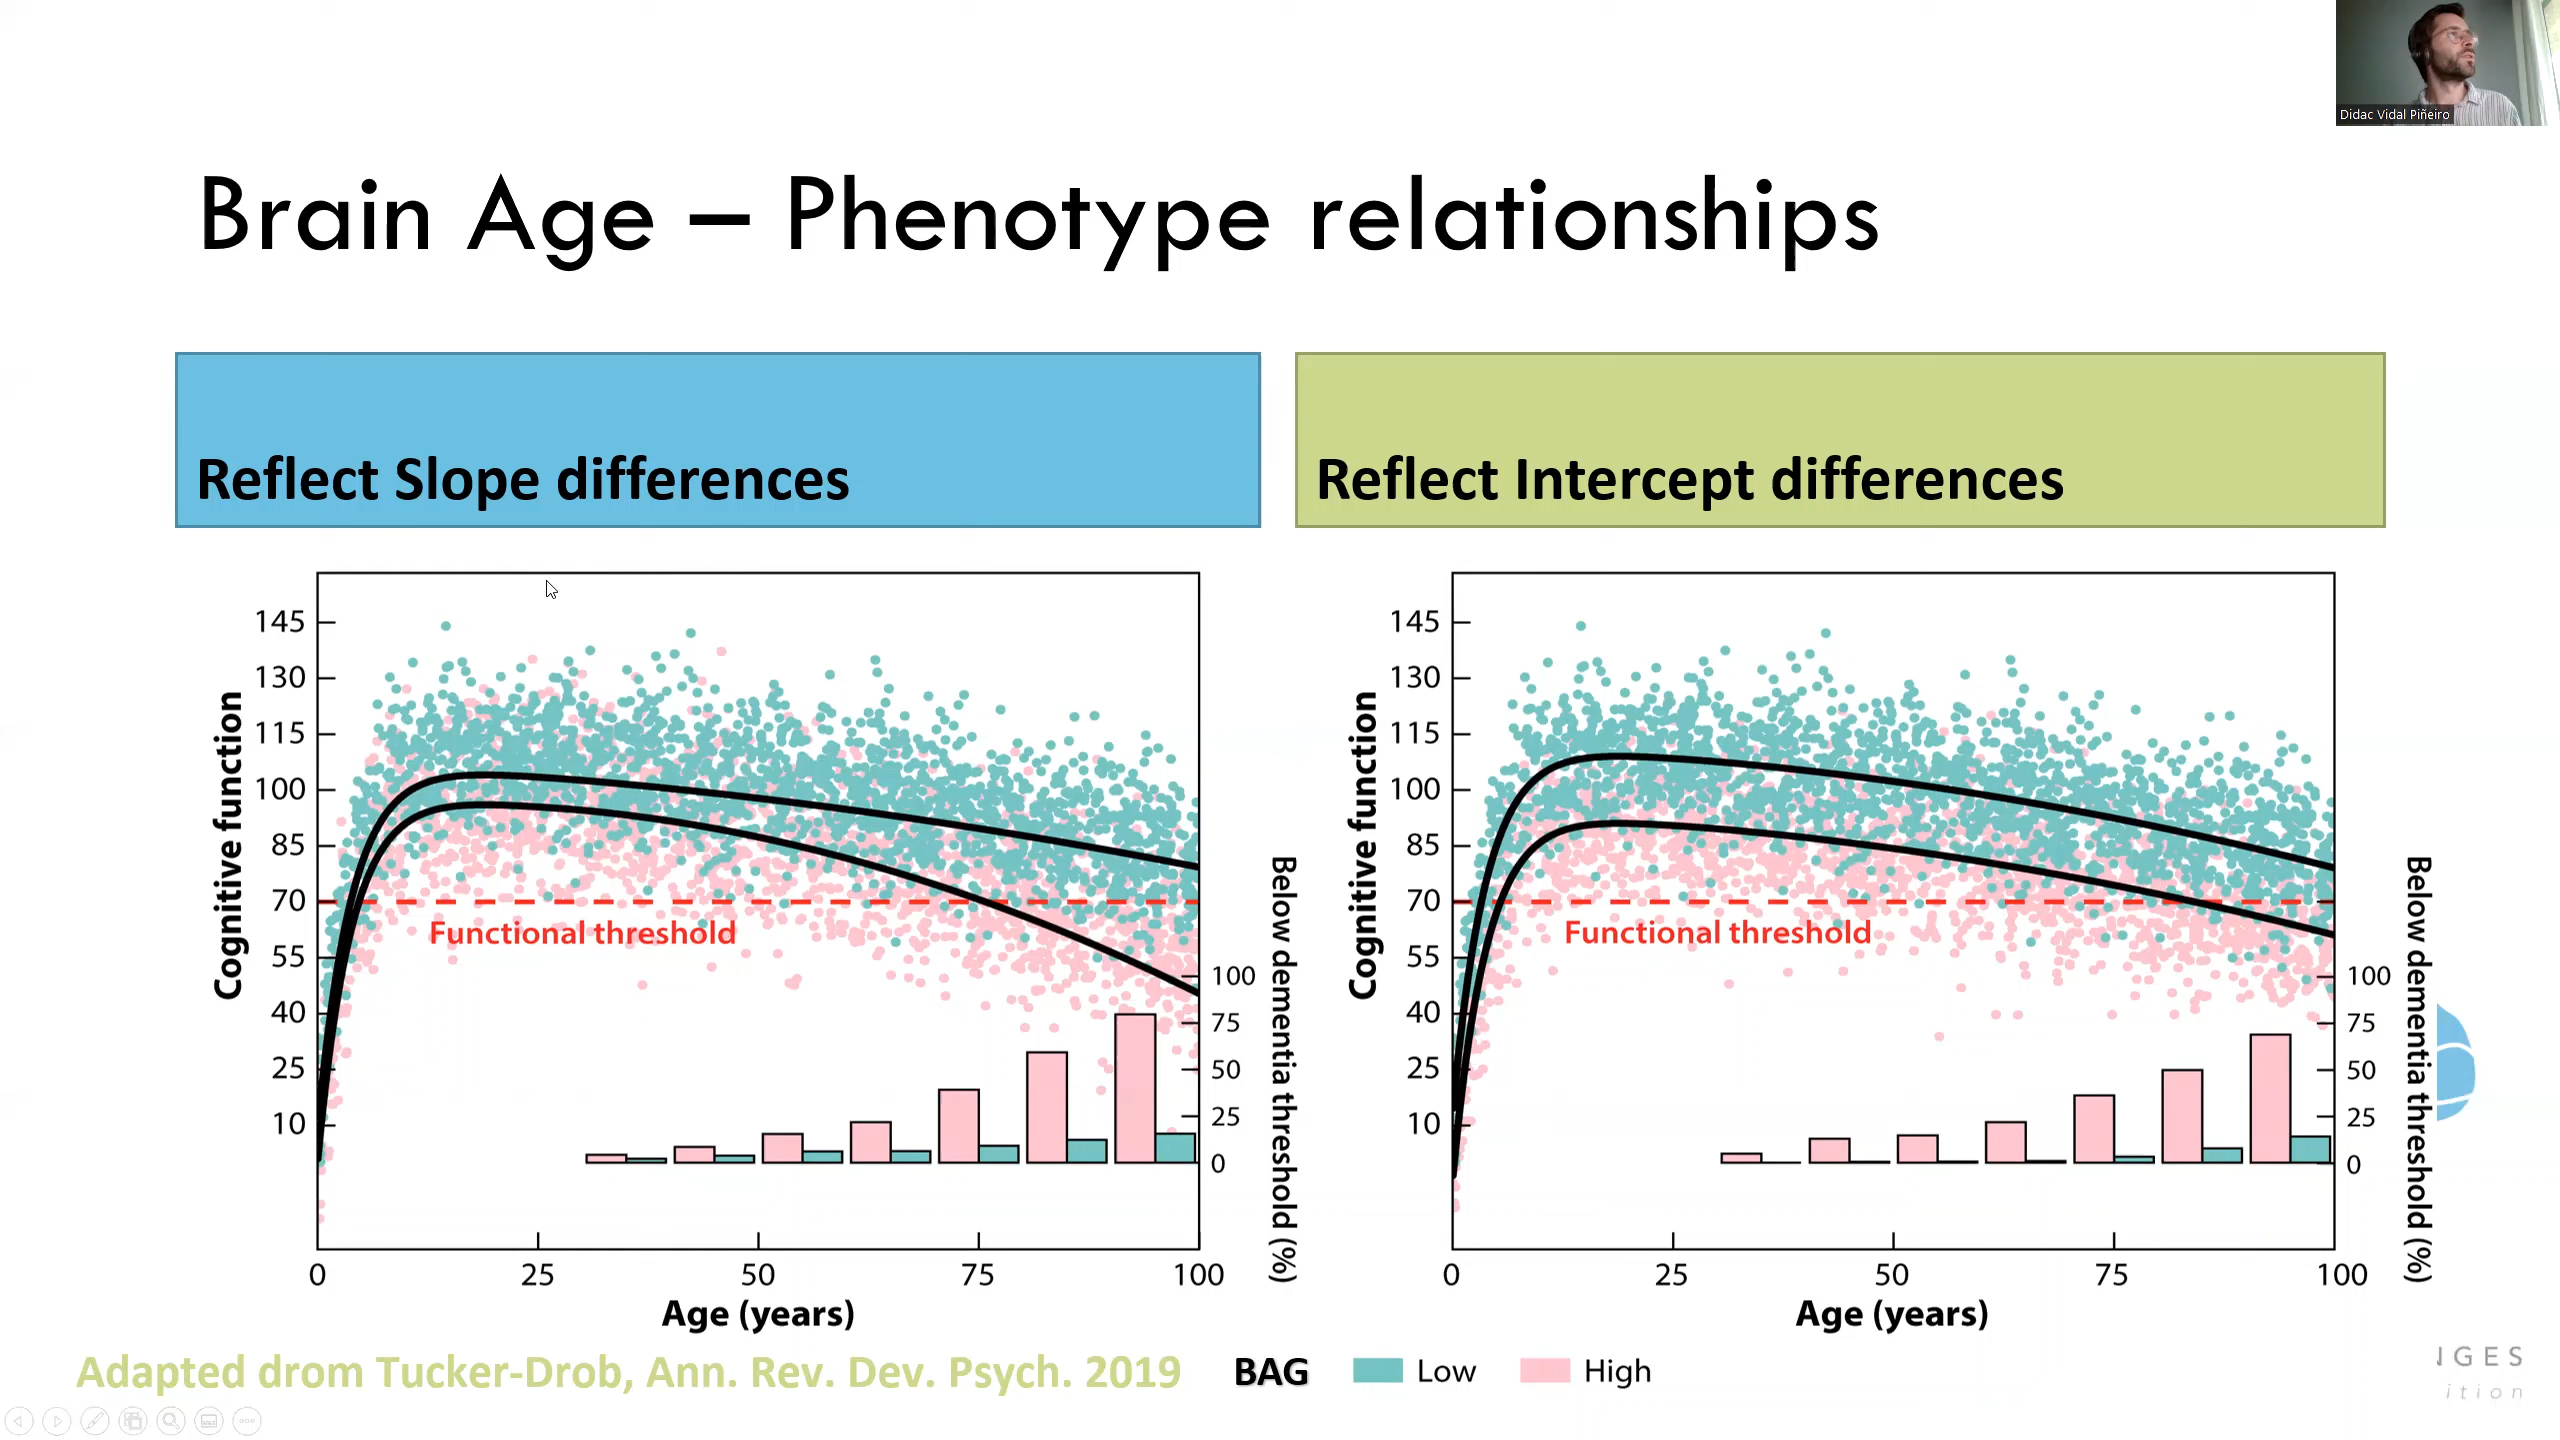 Didac Vidal Piñeiro
Brain Age – Phenotype relationships
Reflect Slope differences
Reflect Intercept differences
Cognitive function
145
130
115
100
85
70
55
40
25
10
Functional threshold
100
75
50
25
0
Below dementia threshold (%)
0 25 50 75 100
Age (years)
Cognitive function
145
130
115
100
85
70
55
40
25
10
Functional threshold
100
75
50
25
0
Below dementia threshold (%)
0 25 50 75 100
Age (years)
Adapted drom Tucker-Drob, Ann. Rev. Dev. Psych. 2019
BAG Low High